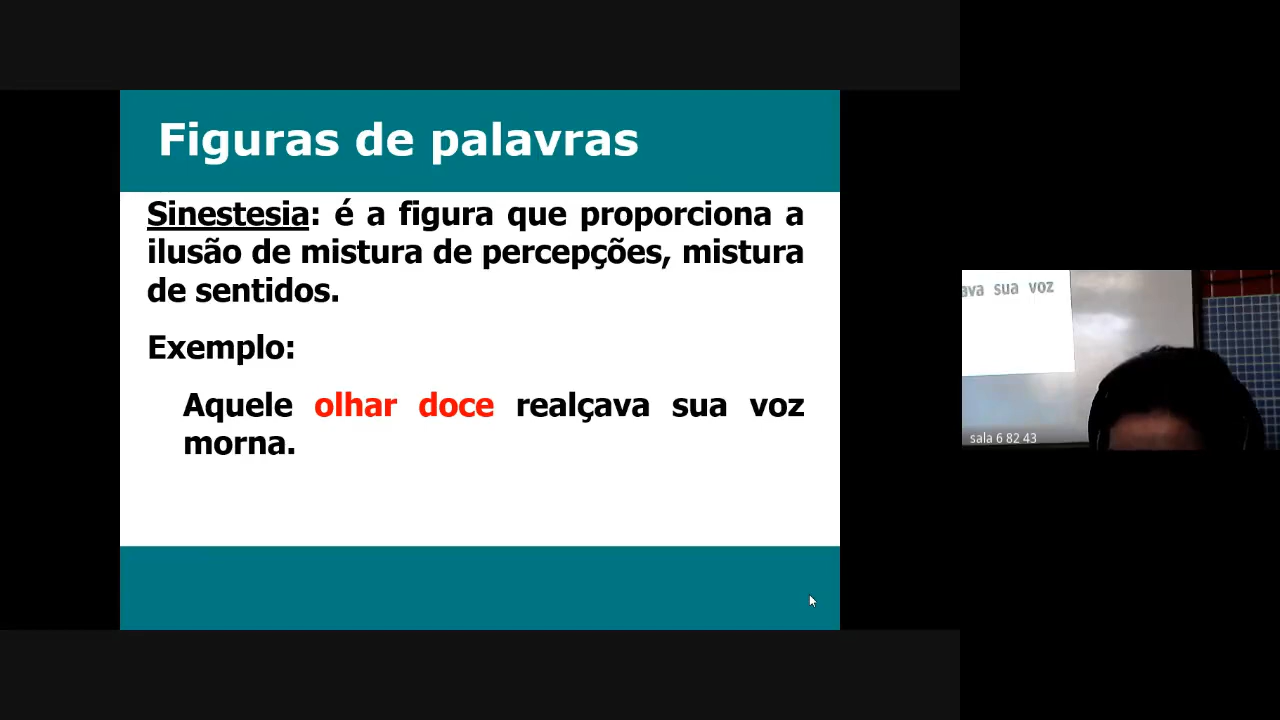 Figuras de palavras
Sinestesia: é a figura que proporciona a
ilusão de mistura de percepções, mistura
de sentidos.
Exemplo:
Aquele olhar doce realçava sua voz
morna.
ava sua voz
sala 6 82 43